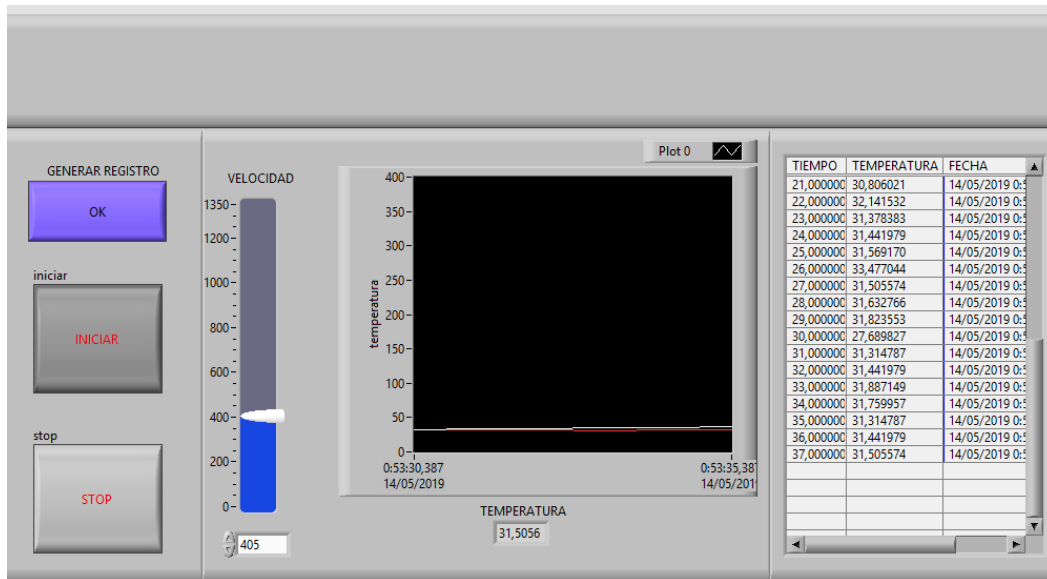 GENERAR REGISTRO
OK
iniciar
INICIAR
stop
STOP
VELOCIDAD
1350
1200
1000
800
600
400
200
0
405
Plot 0
temperatura
400
350
300
250
200
150
100
50
0
0:53:30,387
14/05/2019
0:53:35,387
14/05/201
TEMPERATURA
31,5056
TIEMPO TEMPERATURA FECHA
21,000000 30,806021 14/05/2019 0:5
22,000000 32,141532 14/05/2019 0:5
23,000000 31,378383 14/05/2019 0:5
24,000000 31,441979 14/05/2019 0:5
25,000000 31,569170 14/05/2019 0:5
26,000000 33,477044 14/05/2019 0:5
27,000000 31,505574 14/05/2019 0:5
28,000000 31,632766 14/05/2019 0:5
29,000000 31,823553 14/05/2019 0:5
30,000000 27,689827 14/05/2019 0:5
31,000000 31,314787 14/05/2019 0:5
32,000000 31,441979 14/05/2019 0:5
33,000000 31,887149 14/05/2019 0:5
34,000000 31,759957 14/05/2019 0:5
35,000000 31,314787 14/05/2019 0:5
36,000000 31,441979 14/05/2019 0:5
37,000000 31,505574 14/05/2019 0:5